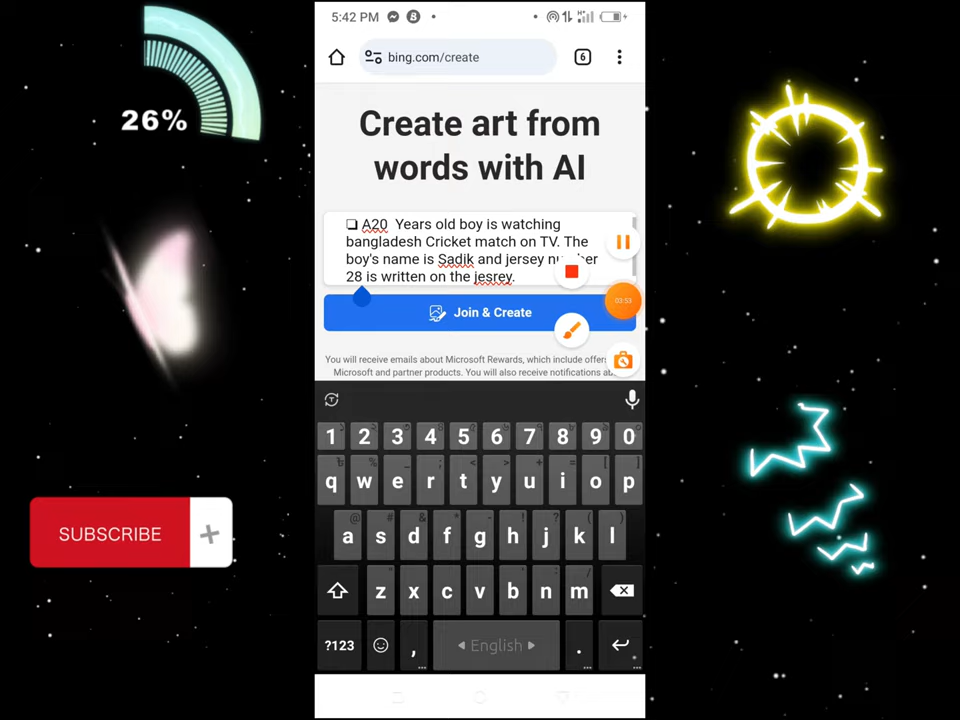 5:42 PM
26%
bing.com/create
6
Create art from
words with AI
❏ A20 Years old boy is watching
bangladesh Cricket match on TV. The
boy's name is Sadik and jersey
28 is written on the jesrey.
03:53
Join & Create
You will receive emails about Microsoft Rewards, which include
Microsoft and partner products. You will also receive notifications
1 2 3 4 5 6 7 8 9 0
q w e r t y u i o p
a s d f g h j k l
z x c v b n m
?123 , English .
SUBSCRIBE